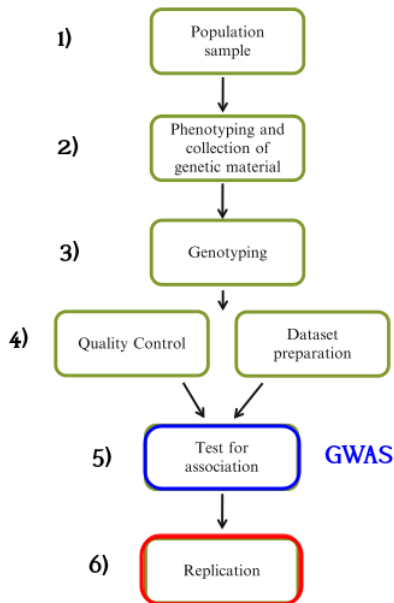 1)
Population
sample
2)
Phenotyping and
collection of
genetic material
3)
Genotyping
4)
Quality Control
Dataset
preparation
5)
Test for
association
GWAS
6)
Replication